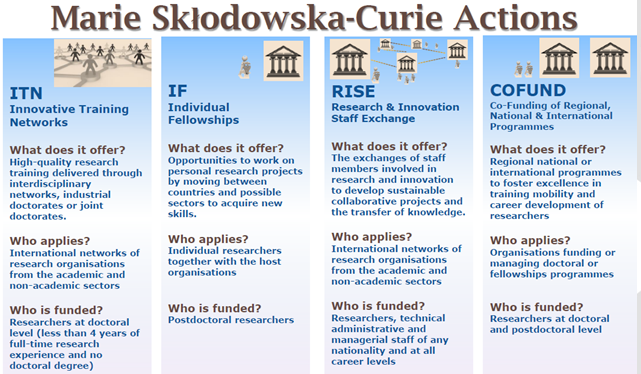 Marie Skłodowska-Curie Actions
ITN
Innovative Training
Networks
What does it offer?
High-quality research
training delivered through
interdisciplinary
networks, industrial
doctorates or joint
doctorates.
Who applies?
International networks of
research organisations
from the academic and
non-academic sectors
Who is funded?
Researchers at doctoral
level (less than 4 years of
full-time research
experience and no
doctoral degree)
IF
Individual
Fellowships
What does it offer?
Opportunities to work on
personal research projects
by moving between
countries and possible
sectors to acquire new
skills.
Who applies?
Individual researchers
together with the host
organisations
Who is funded?
Postdoctoral researchers
RISE
Research & Innovation
Staff Exchange
What does it offer?
The exchanges of staff
members involved in
research and innovation
to develop sustainable
collaborative projects and
the transfer of knowledge.
Who applies?
International networks of
research organisations
from the academic and
non-academic sectors
Who is funded?
Researchers, technical
administrative and
managerial staff of any
nationality and at all
career levels
COFUND
Co-Funding of Regional,
National & International
Programmes
What does it offer?
Regional national or
international programmes
to foster excellence in
training mobility and
career development of
researchers
Who applies?
Organisations funding or
managing doctoral or
fellowships programmes
Who is funded?
Researchers at doctoral
and postdoctoral level